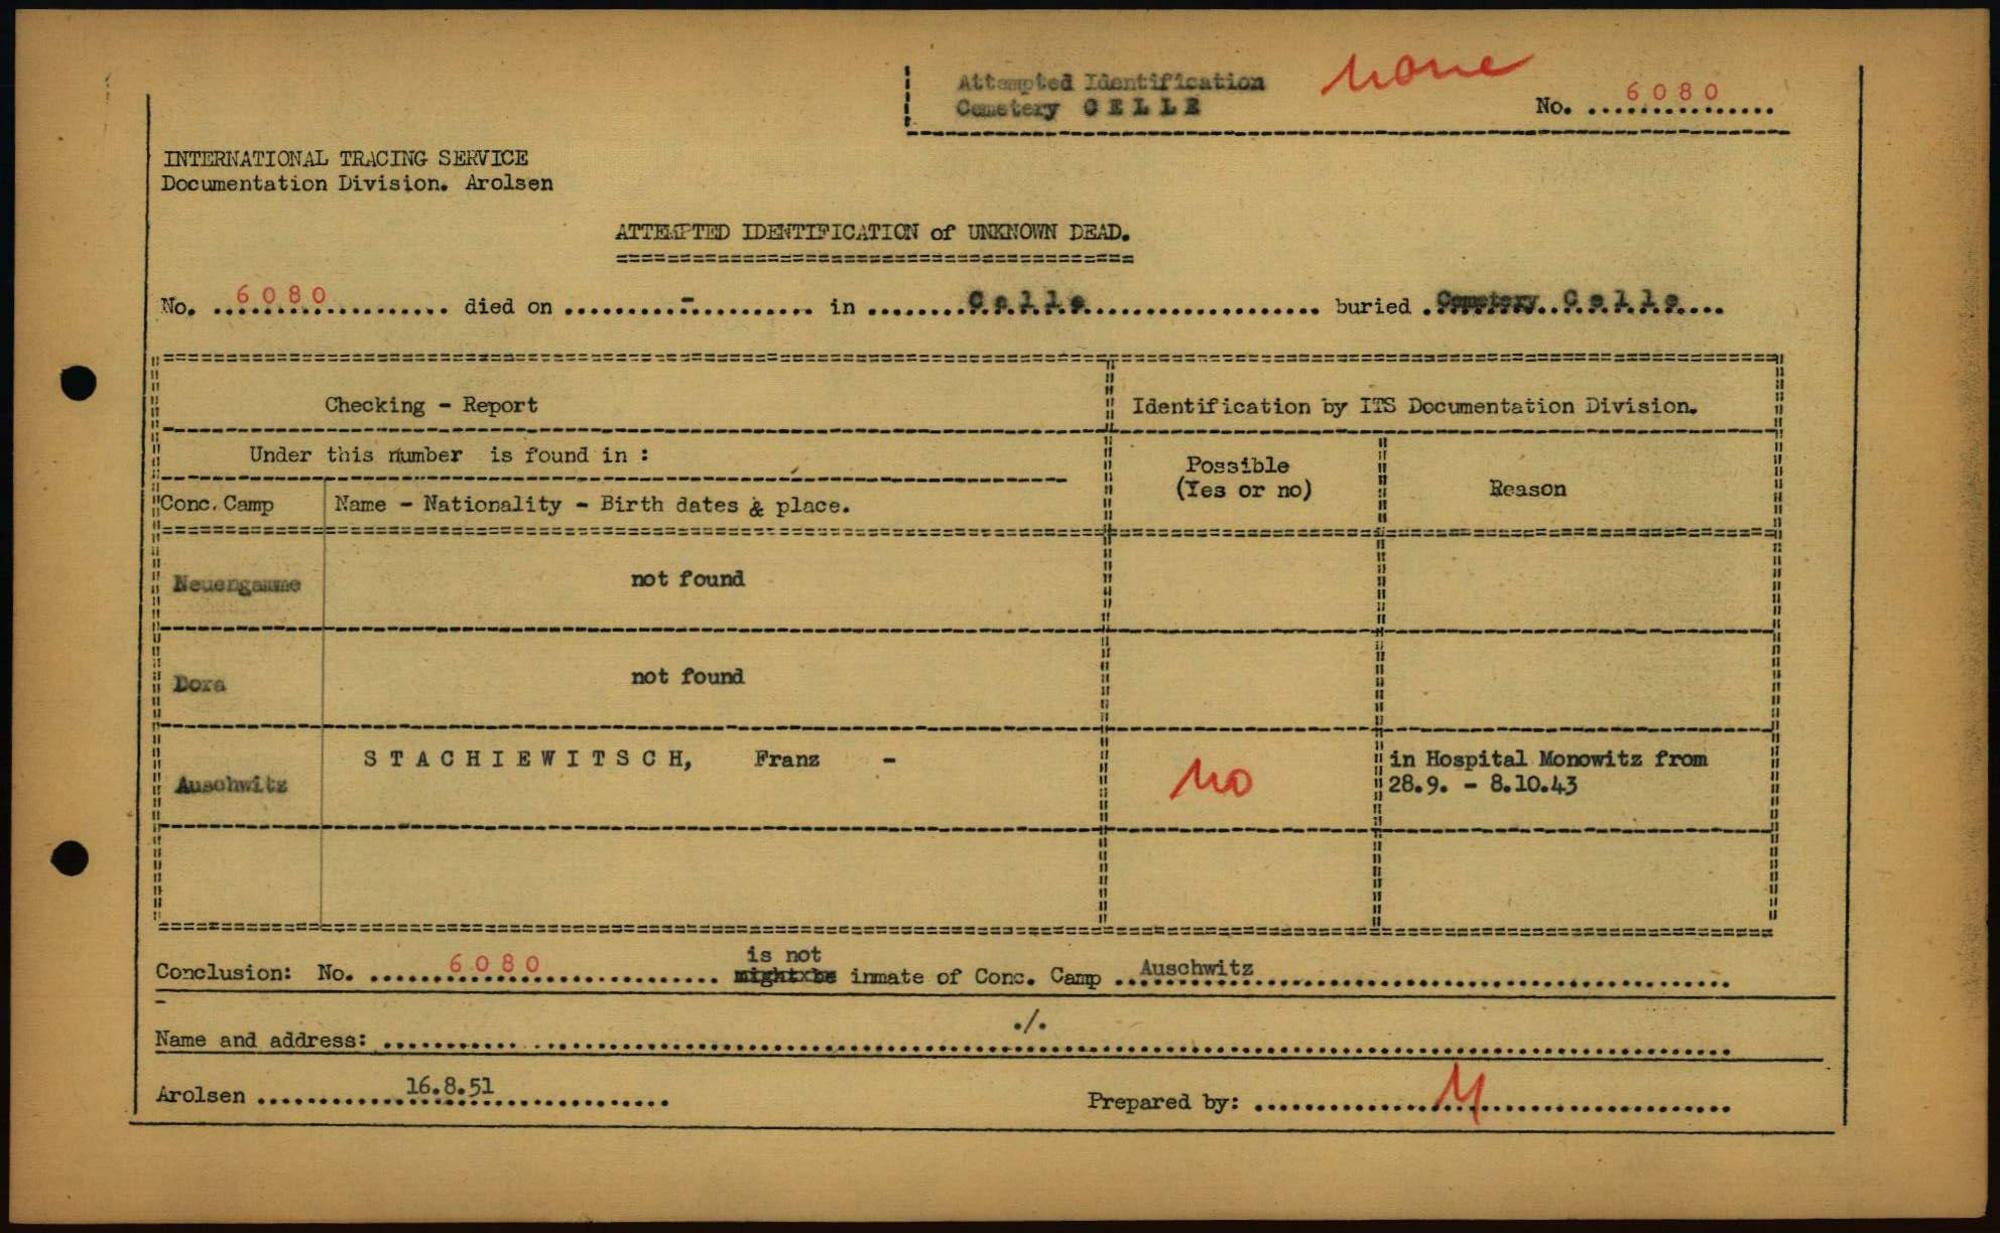 Attempted Identification
Cemetery C E L L E
None
No. 6080
INTERNATIONAL TRACING SERVICE
Documentation Division. Arolsen
ATTEMPTED IDENTIFICATION of UNKNOWN DEAD.
No. 6080 died on - in Celle buried Cemetery Celle
Checking - Report
Identification by ITS Documentation Division.
Under this number is found in :
Possible
(Yes or no)
Reason
Conc. Camp
Name - Nationality - Birth dates & place.
Neuengamme
not found
Dora
not found
Auschwitz
S T A C H I E W I T S C H, Franz -
no
in Hospital Monowitz from
28.9. - 8.10.43
is not
Conclusion: No. 6080 might be inmate of Conc. Camp Auschwitz
-
Name and address: ./.
Arolsen 16.8.51
Prepared by: